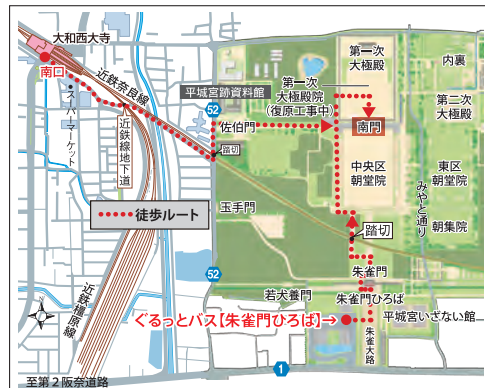 大和西大寺
南口
近鉄奈良線
スーパーマーケット
近鉄線地下道
平城宮跡資料館
52
佐伯門
踏切
玉手門
第一次
大極殿
第一次
大極殿院
(復原工事中)
南門
内裏
第二次
大極殿
中央区
朝堂院
東区
朝堂院
みやと通り
朝集院
踏切
徒歩ルート
近鉄橿原線
52
朱雀門
若犬養門
朱雀門ひろば
ぐるっとバス【朱雀門ひろば】→
平城宮いざない館
朱雀大路
1
至第2阪奈道路